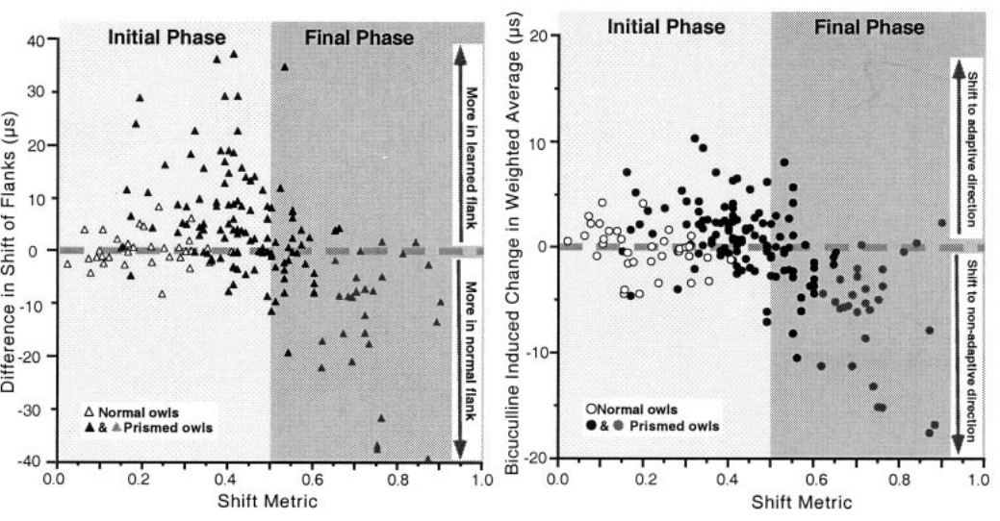 Initial Phase
Final Phase
Difference in Shift of Flanks (µs)
40
30
20
10
0
-10
-20
-30
-40
More in learned flank
More in normal flank
△ Normal owls
▲ & ▲ Prismed owls
0.0 0.2 0.4 0.6 0.8 1.0
Shift Metric
Initial Phase
Final Phase
Bicuculline Induced Change in Weighted Average (µs)
20
10
0
-10
-20
Shift to adaptive direction
Shift to non-adaptive direction
○Normal owls
● & ● Prismed owls
0.0 0.2 0.4 0.6 0.8 1.0
Shift Metric